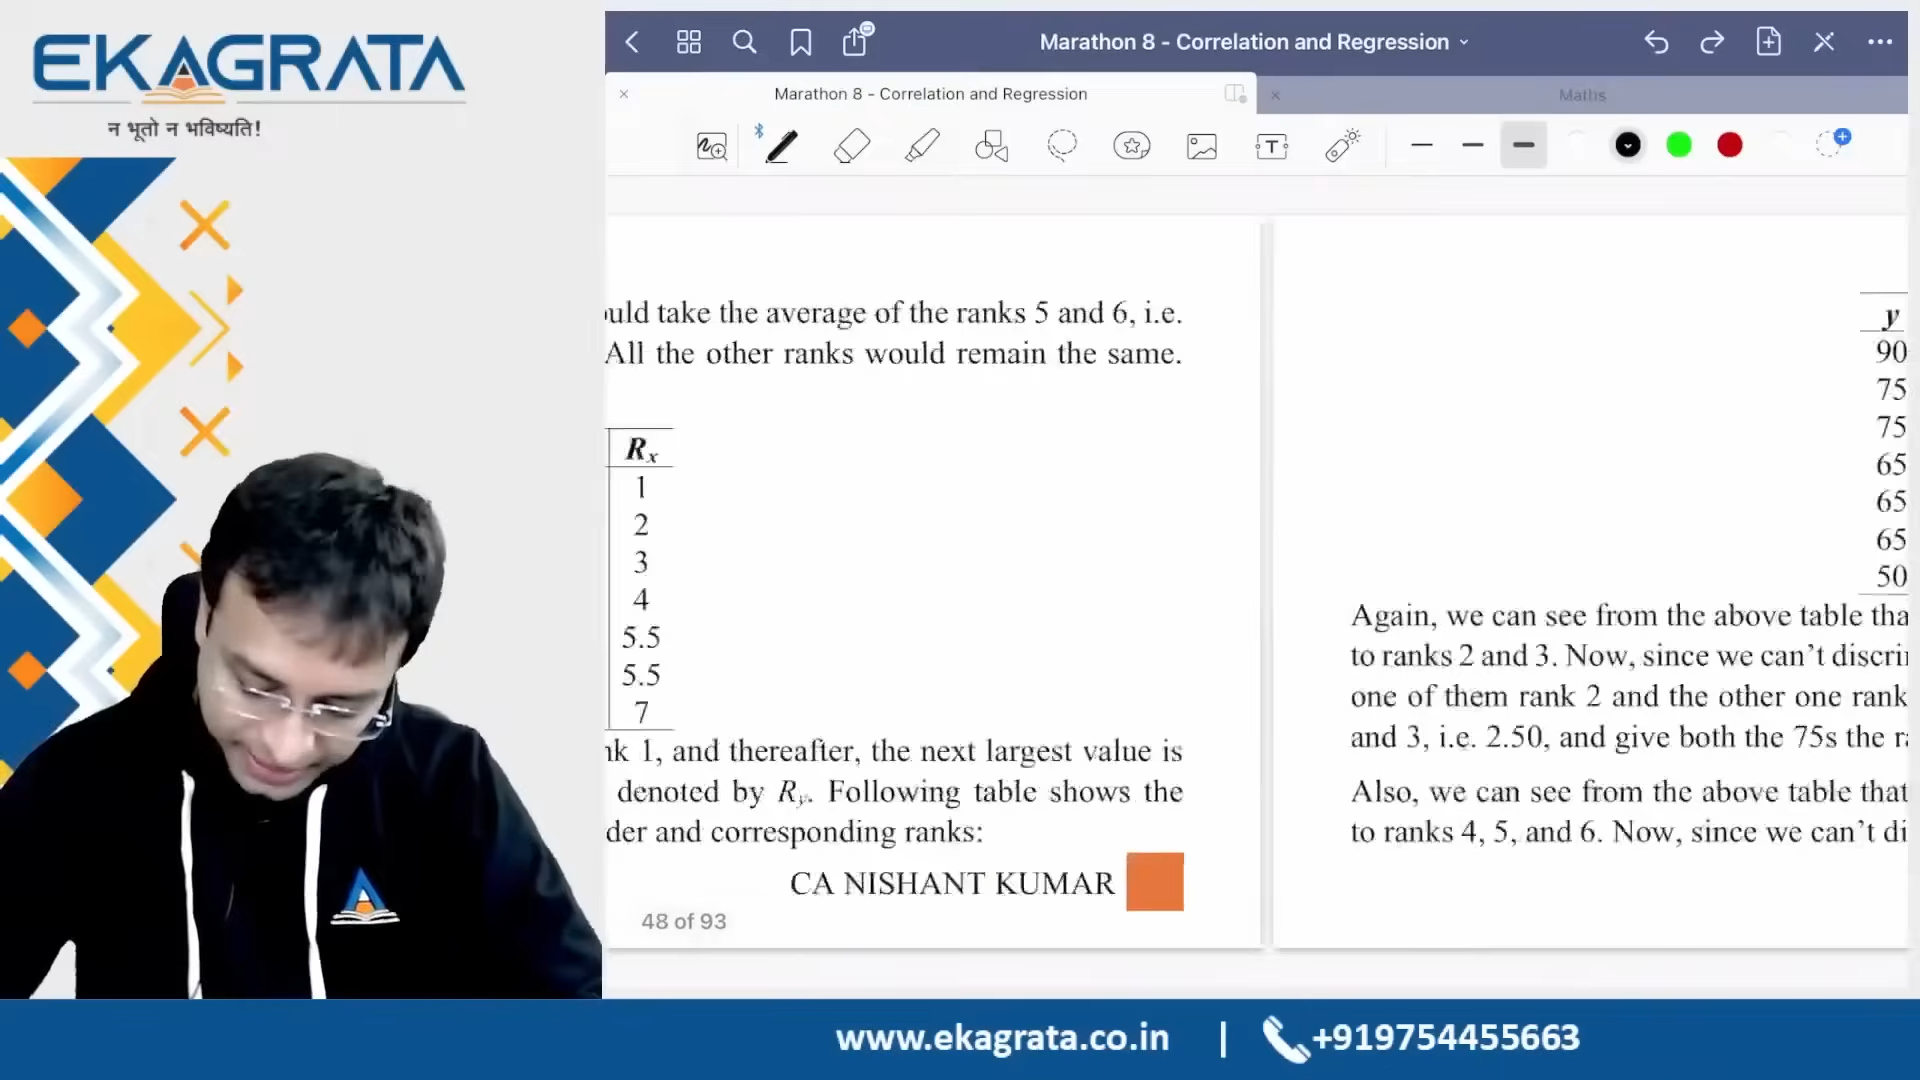 EKAGRATA
न भूतो न भविष्यति!
Marathon 8 - Correlation and Regression
Marathon 8 - Correlation and Regression
Maths
T
take the average of the ranks 5 and 6, i.e.
All the other ranks would remain the same.
Rx
1
2
3
4
5.5
5.5
7
1, and thereafter, the next largest value is
denoted by Ry. Following table shows the
and corresponding ranks:
CA NISHANT KUMAR
48 of 93
y
90
75
75
65
65
65
50
Again, we can see from the above table
to ranks 2 and 3. Now, since we can't
one of them rank 2 and the other one rank
and 3, i.e. 2.50, and give both the 75s the
Also, we can see from the above table that
to ranks 4, 5, and 6. Now, since we can't
www.ekagrata.co.in | +919754455663